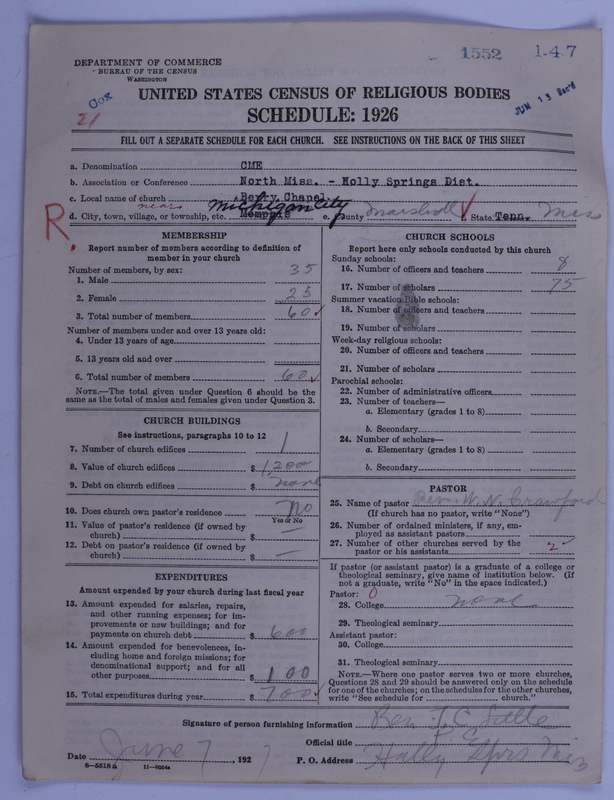 1552
1-47
DEPARTMENT OF COMMERCE
BUREAU OF THE CENSUS
WASHINGTON
Cox
21
JUN 13
UNITED STATES CENSUS OF RELIGIOUS BODIES
SCHEDULE: 1926
FILL OUT A SEPARATE SCHEDULE FOR EACH CHURCH. SEE INSTRUCTIONS ON THE BACK OF THIS SHEET
a. Denomination CME
b. Association or Conference North Miss. - Holly Springs Dist.
c. Local name of church Berry Chapel
near Michigan City
d. City, town, village, or township, etc. Memphis e. County Marshall f. State Tenn. Miss
R.
MEMBERSHIP
Report number of members according to definition of
member in your church
Number of members, by sex:
1. Male 35
2. Female 25
3. Total number of members 60
Number of members under and over 13 years old:
4. Under 13 years of age
5. 13 years old and over
6. Total number of members 60
NOTE.—The total given under Question 6 should be the
same as the total of males and females given under Question 3.
CHURCH BUILDINGS
See instructions, paragraphs 10 to 12
7. Number of church edifices 1
8. Value of church edifices $ 1,200
9. Debt on church edifices $ none
10. Does church own pastor's residence No
Yes or No
11. Value of pastor's residence (if owned by
church) $ —
12. Debt on pastor's residence (if owned by
church) $ —
EXPENDITURES
Amount expended by your church during last fiscal year
13. Amount expended for salaries, repairs,
and other running expenses; for im-
provements or new buildings; and for
payments on church debt $ 600
14. Amount expended for benevolences, in-
cluding home and foreign missions; for
denominational support; and for all
other purposes $ 100
15. Total expenditures during year $ 700
CHURCH SCHOOLS
Report here only schools conducted by this church
Sunday schools:
16. Number of officers and teachers 8
17. Number of scholars 75
Summer vacation Bible schools:
18. Number of officers and teachers
19. Number of scholars
Week-day religious schools:
20. Number of officers and teachers
21. Number of scholars
Parochial schools:
22. Number of administrative officers
23. Number of teachers—
a. Elementary (grades 1 to 8)
b. Secondary
24. Number of scholars—
a. Elementary (grades 1 to 8)
b. Secondary
PASTOR
25. Name of pastor Rev. W. N. Crawford
(If church has no pastor, write "None")
26. Number of ordained ministers, if any, em-
ployed as assistant pastors
27. Number of other churches served by the
pastor or his assistants 2
If pastor (or assistant pastor) is a graduate of a college or
theological seminary, give name of institution below. (If
not a graduate, write "No" in the space indicated.)
Pastor: 0
28. College none
29. Theological seminary
Assistant pastor:
30. College
31. Theological seminary
NOTE.—Where one pastor serves two or more churches,
Questions 28 and 29 should be answered only on the schedule
for one of the churches; on the schedules for the other churches,
write "See schedule for church."
Signature of person furnishing information Rev. J. C.
Official title P. E.
Date June 7, 1927 P. O. Address Holly Sprs Miss
8-5518a 11-9204a